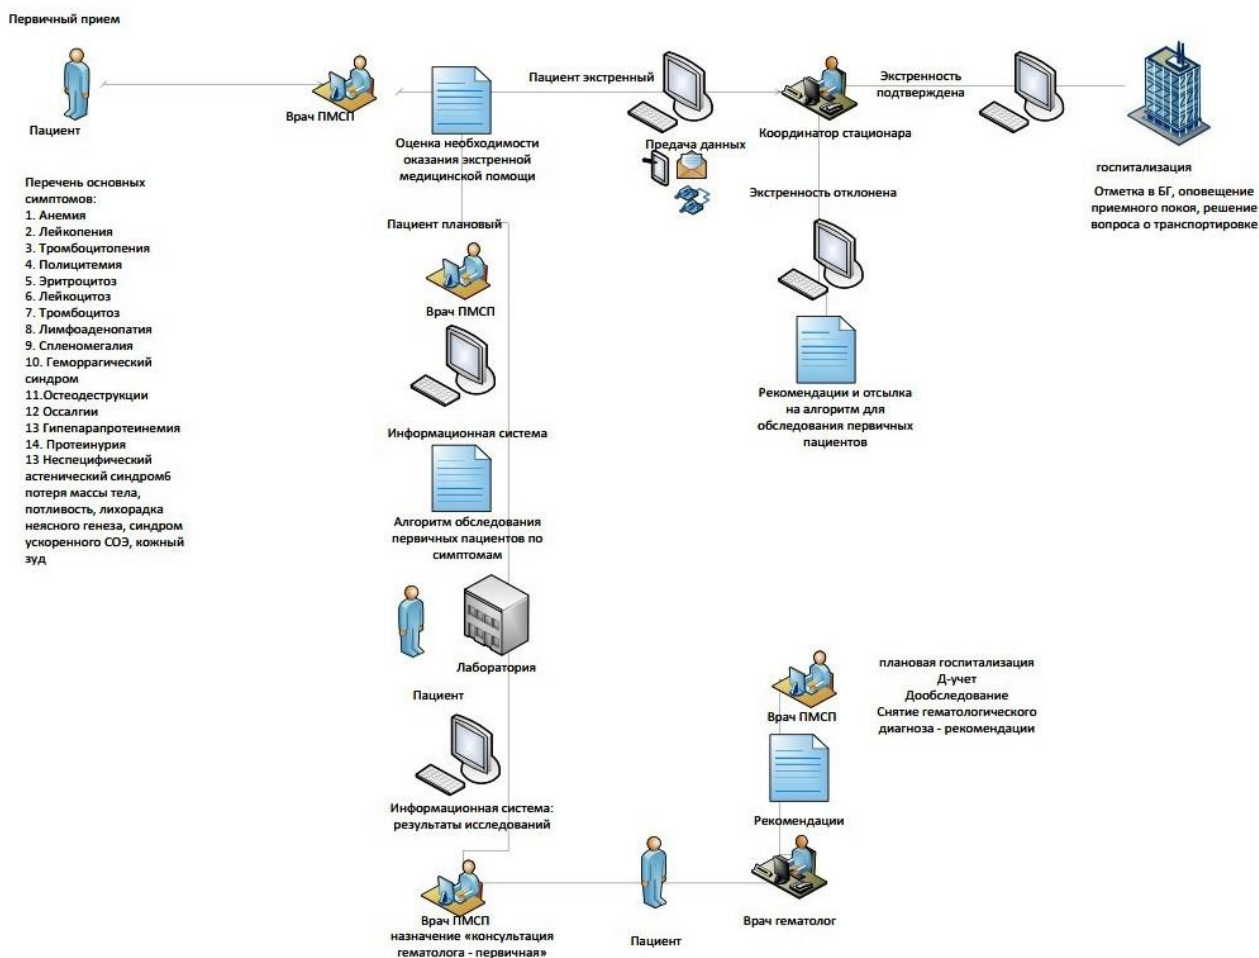 Первичный прием
Пациент
Врач ПМСП
Оценка необходимости
оказания экстренной
медицинской помощи
Пациент экстренный
Предача данных
Координатор стационара
Экстренность
подтверждена
госпитализация
Отметка в БГ, оповещение
приемного покоя, решение
вопроса о транспортировке
Экстренность отклонена
Рекомендации и отсылка
на алгоритм для
обследования первичных
пациентов
Перечень основных
симптомов:
1. Анемия
2. Лейкопения
3. Тромбоцитопения
4. Полицитемия
5. Эритроцитоз
6. Лейкоцитоз
7. Тромбоцитоз
8. Лимфоаденопатия
9. Спленомегалия
10. Геморрагический
синдром
11.Остеодеструкции
12 Оссалгии
13 Гипепарапротеинемия
14. Протеинурия
13 Неспецифический
астенический синдром6
потеря массы тела,
потливость, лихорадка
неясного генеза, синдром
ускоренного СОЭ, кожный
зуд
Пациент плановый
Врач ПМСП
Информационная система
Алгоритм обследования
первичных пациентов по
симптомам
Лаборатория
Пациент
Информационная система:
результаты исследований
Врач ПМСП
назначение «консультация
гематолога - первичная»
Пациент
Врач гематолог
Рекомендации
Врач ПМСП
плановая госпитализация
Д-учет
Дообследование
Снятие гематологического
диагноза - рекомендации